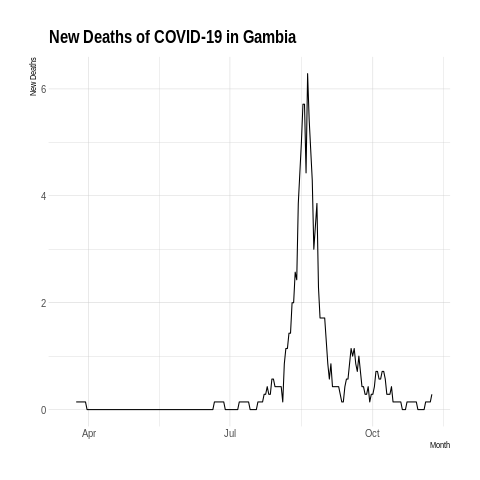 New Deaths of COVID-19 in Gambia
New Deaths
6
4
2
0
Apr
Jul
Oct
Month